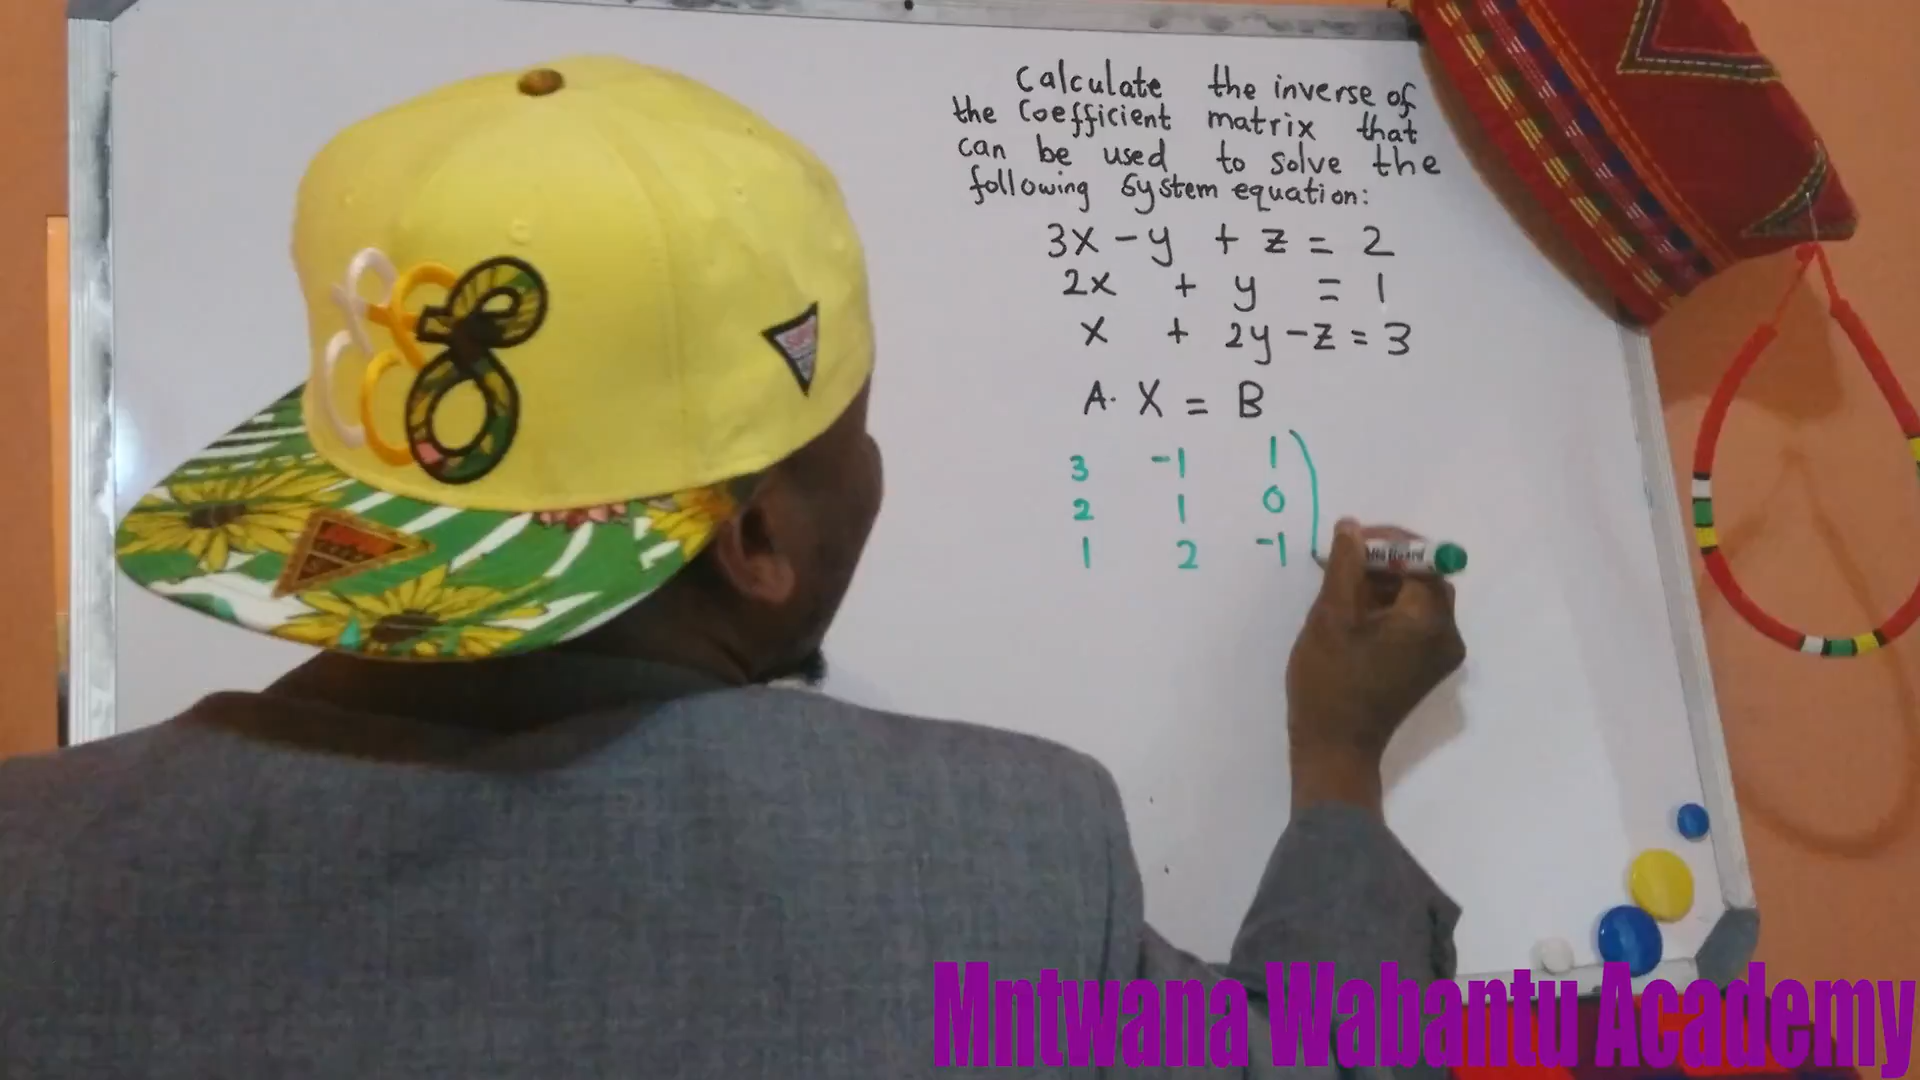 Calculate the inverse of
the Coefficient matrix that
can be used to solve the
following System equation:
3x - y + z = 2
2x + y = 1
x + 2y - z = 3
A. X = B
3 -1 1
2 1 0
1 2 -1
Mntwana Wabantu Academy